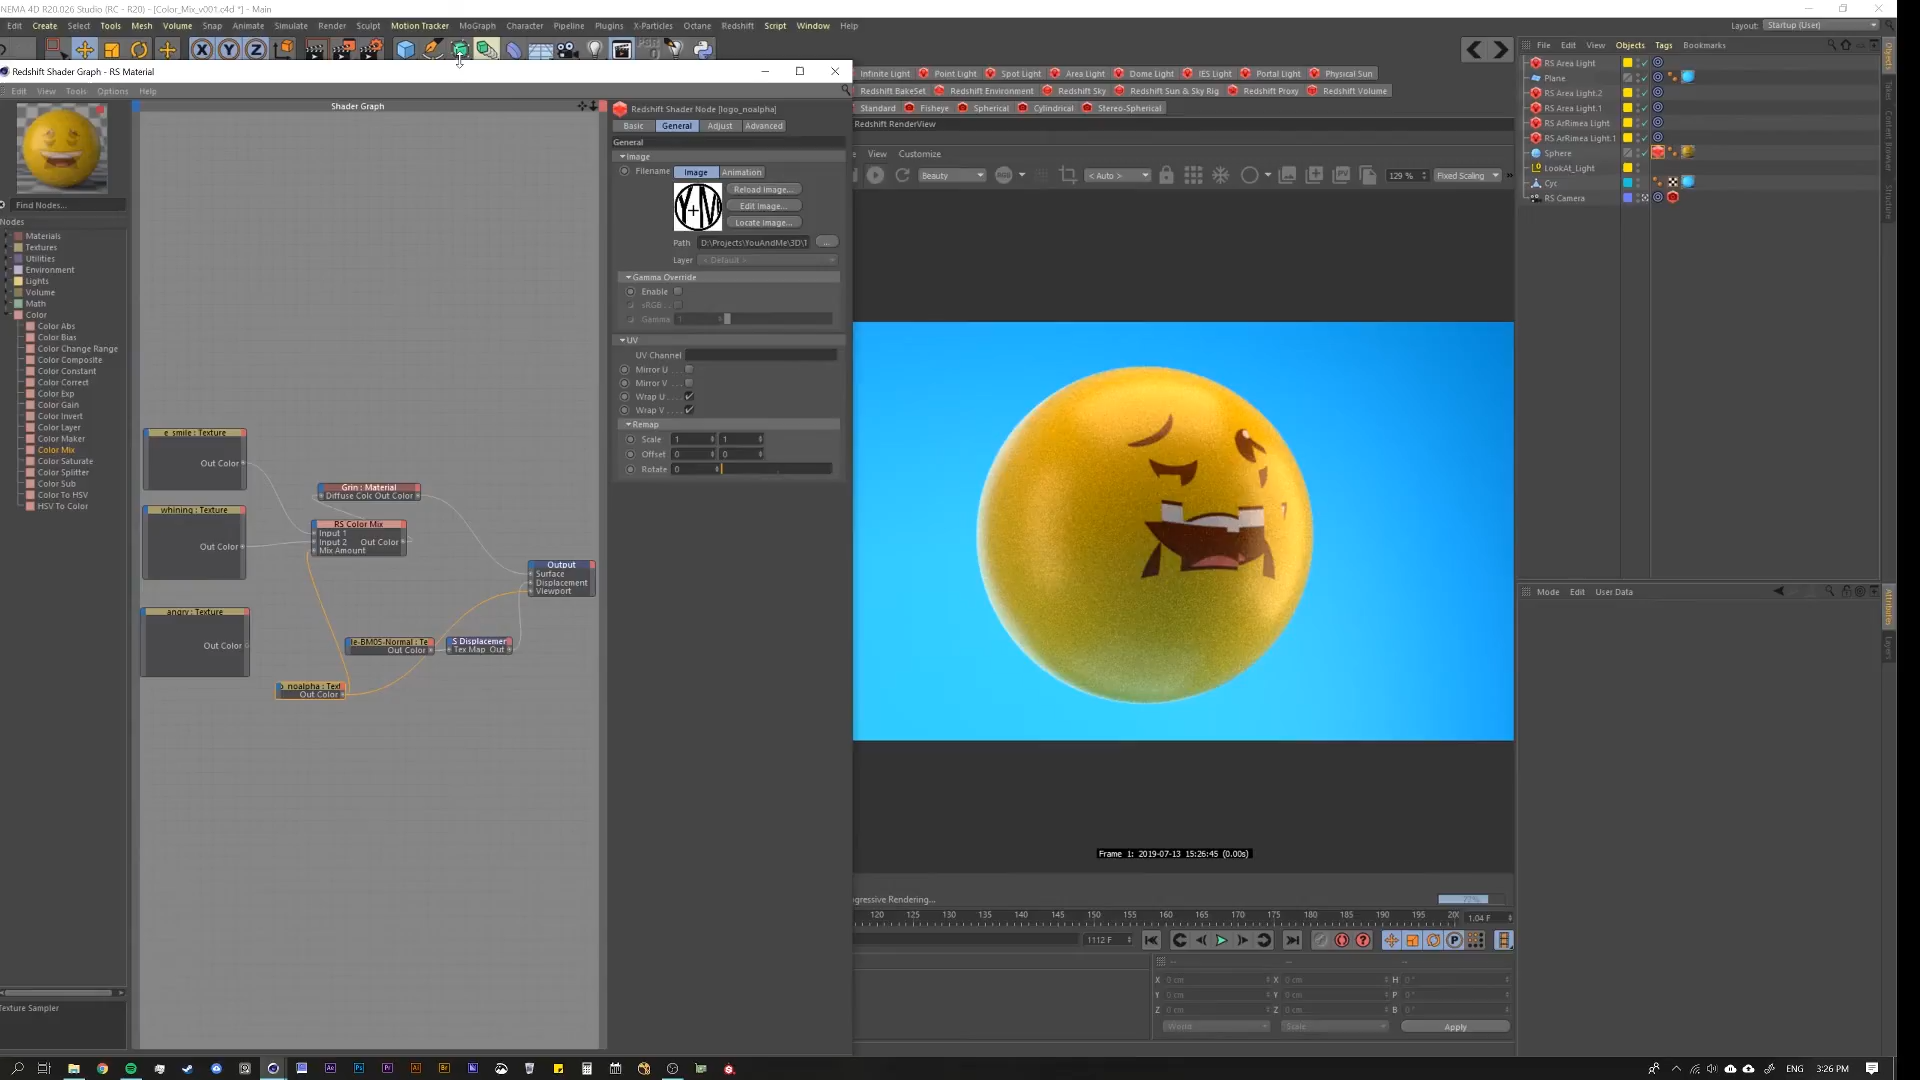 NEMA 4D R20.026 Studio (RC - R20) - [Color_Mix_v001.c4d *] - Main
Edit Create Select Tools Mesh Volume Snap Animate Simulate Render Sculpt Motion Tracker MoGraph Character Pipeline Plugins X-Particles Octane Redshift Script Window Help
Layout: Startup (User)
X Y Z
PSR
File Edit View Objects Tags Bookmarks
Redshift Shader Graph - RS Material
Edit View Tools Options Help
Infinite Light Point Light Spot Light Area Light Dome Light IES Light Portal Light Physical Sun
Redshift BakeSet Redshift Environment Redshift Sky Redshift Sun & Sky Rig Redshift Proxy Redshift Volume
Standard Fisheye Spherical Cylindrical Stereo-Spherical
Redshift RenderView
View Customize
Beauty
< Auto >
129 %
Fixed Scaling
RS Area Light
Plane
RS Area Light.2
RS Area Light.1
RS ArRimea Light
RS ArRimea Light.1
Sphere
LookAt_Light
Cyc
RS Camera
Objects
Takes
Content Browser
Structure
Shader Graph
Find Nodes...
Nodes
Materials
Textures
Utilities
Environment
Lights
Volume
Math
Color
Color Abs
Color Bias
Color Change Range
Color Composite
Color Constant
Color Correct
Color Exp
Color Gain
Color Invert
Color Layer
Color Maker
Color Mix
Color Saturate
Color Splitter
Color Sub
Color To HSV
HSV To Color
Texture Sampler
e_smile : Texture
Out Color
whining : Texture
Out Color
angry : Texture
Out Color
Grin : Material
Diffuse Colc Out Color
RS Color Mix
Input 1
Input 2 Out Color
Mix Amount
Output
Surface
Displacement
Viewport
le-BM05-Normal : Te
Out Color
S Displacemer
Tex Map Out
noalpha : Text
Out Color
Redshift Shader Node [logo_noalpha]
Basic General Adjust Advanced
General
Image
Filename Image Animation
Y+M
Reload Image...
Edit Image...
Locate Image...
Path D:\Projects\YouAndMe\3D\1 ...
Layer < Default >
Gamma Override
Enable
sRGB
Gamma 1
UV
UV Channel
Mirror U
Mirror V
Wrap U
Wrap V
Remap
Scale 1 1
Offset 0 0
Rotate 0
Frame 1: 2019-07-13 15:26:45 (0.00s)
gressive Rendering...
120 125 130 135 140 145 150 155 160 165 170 175 180 185 190 195 20
1.04 F
1112 F
X 0 cm X 0 cm H 0 °
Y 0 cm Y 0 cm P 0 °
Z 0 cm Z 0 cm B 0 °
World Scale Apply
Mode Edit User Data
Attributes
Layers
ENG 3:26 PM